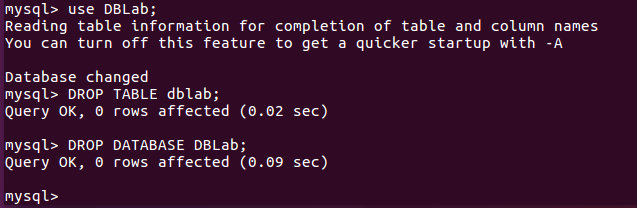 mysql> use DBLab;
Reading table information for completion of table and column names
You can turn off this feature to get a quicker startup with -A
Database changed
mysql> DROP TABLE dblab;
Query OK, 0 rows affected (0.02 sec)
mysql> DROP DATABASE DBLab;
Query OK, 0 rows affected (0.09 sec)
mysql>